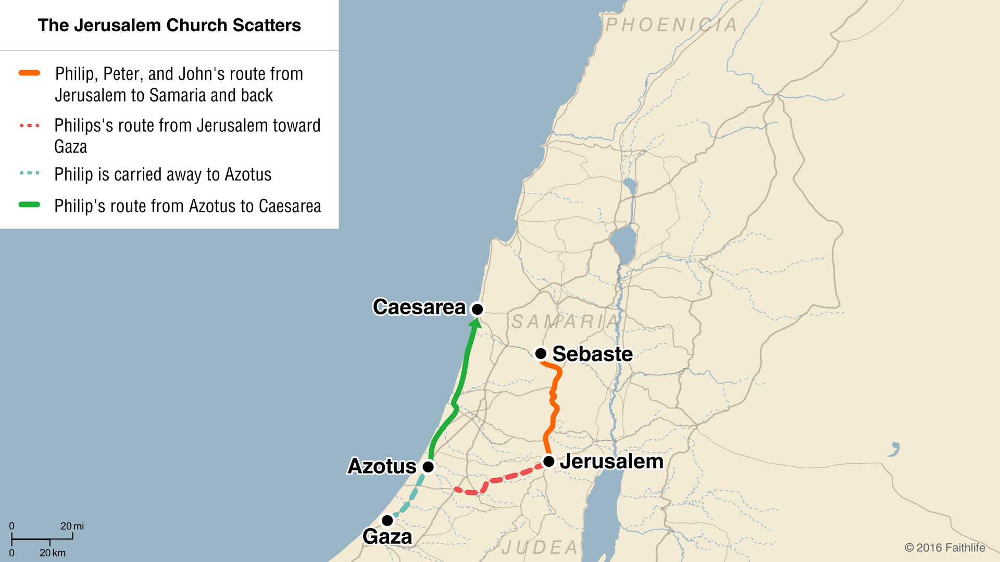 The Jerusalem Church Scatters
Philip, Peter, and John's route from
Jerusalem to Samaria and back
Philips's route from Jerusalem toward
Gaza
Philip is carried away to Azotus
Philip's route from Azotus to Caesarea
PHOENICIA
Caesarea
SAMARIA
Sebaste
Azotus
Jerusalem
Gaza
JUDEA
0 20 mi
0 20 km
© 2016 Faithlife